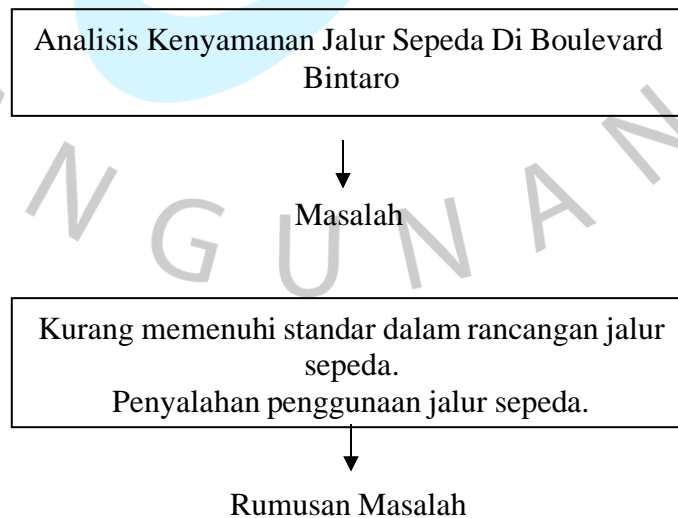 Analisis Kenyamanan Jalur Sepeda Di Boulevard
Bintaro
Masalah
NGUNAN
Kurang memenuhi standar dalam rancangan jalur
sepeda.
Penyalahan penggunaan jalur sepeda.
Rumusan Masalah